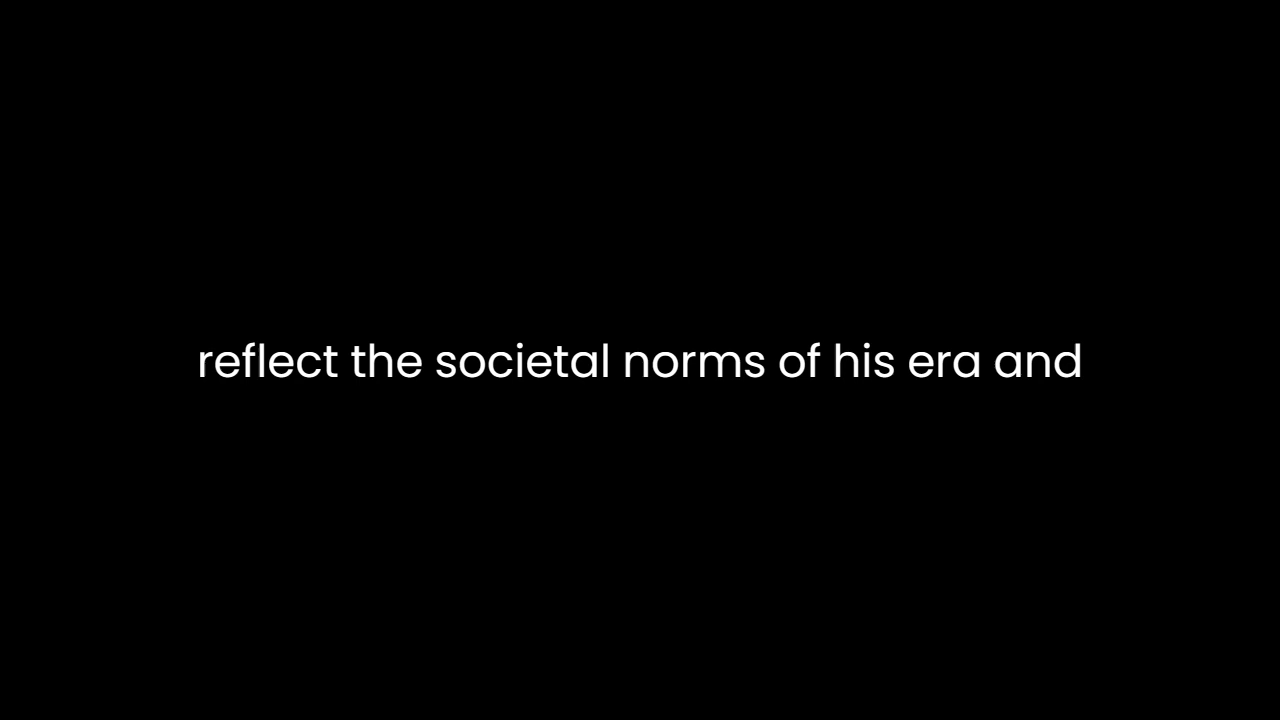 reflect the societal norms of his era and